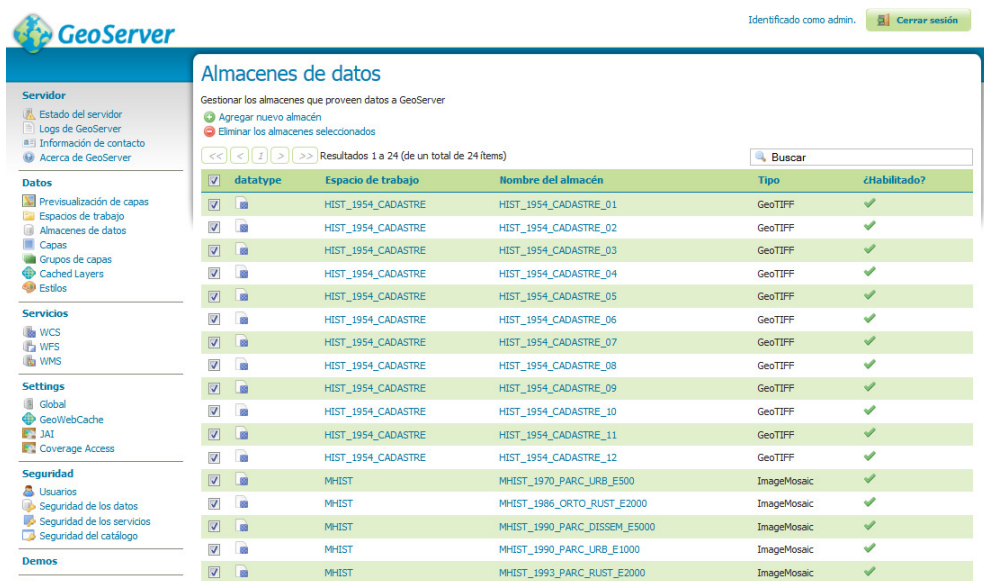 GeoServer
Identificado como admin.
Cerrar sesión
Servidor
Estado del servidor
Logs de GeoServer
Información de contacto
Acerca de GeoServer
Datos
Previsualización de capas
Espacios de trabajo
Almacenes de datos
Capas
Grupos de capas
Cached Layers
Estilos
Servicios
WCS
WFS
WMS
Settings
Global
GeoWebCache
JAI
Coverage Access
Seguridad
Usuarios
Seguridad de los datos
Seguridad de los servicios
Seguridad del catálogo
Demos
Almacenes de datos
Gestionar los almacenes que proveen datos a GeoServer
Agregar nuevo almacén
Eliminar los almacenes seleccionados
<< < 1 > >> Resultados 1 a 24 (de un total de 24 ítems)
Buscar
datatype Espacio de trabajo Nombre del almacén Tipo ¿Habilitado?
HIST_1954_CADASTRE HIST_1954_CADASTRE_01 GeoTIFF
HIST_1954_CADASTRE HIST_1954_CADASTRE_02 GeoTIFF
HIST_1954_CADASTRE HIST_1954_CADASTRE_03 GeoTIFF
HIST_1954_CADASTRE HIST_1954_CADASTRE_04 GeoTIFF
HIST_1954_CADASTRE HIST_1954_CADASTRE_05 GeoTIFF
HIST_1954_CADASTRE HIST_1954_CADASTRE_06 GeoTIFF
HIST_1954_CADASTRE HIST_1954_CADASTRE_07 GeoTIFF
HIST_1954_CADASTRE HIST_1954_CADASTRE_08 GeoTIFF
HIST_1954_CADASTRE HIST_1954_CADASTRE_09 GeoTIFF
HIST_1954_CADASTRE HIST_1954_CADASTRE_10 GeoTIFF
HIST_1954_CADASTRE HIST_1954_CADASTRE_11 GeoTIFF
HIST_1954_CADASTRE HIST_1954_CADASTRE_12 GeoTIFF
MHIST MHIST_1970_PARC_URB_E500 ImageMosaic
MHIST MHIST_1986_ORTO_RUST_E2000 ImageMosaic
MHIST MHIST_1990_PARC_DISSEM_E5000 ImageMosaic
MHIST MHIST_1990_PARC_URB_E1000 ImageMosaic
MHIST MHIST_1993_PARC_RUST_E2000 ImageMosaic